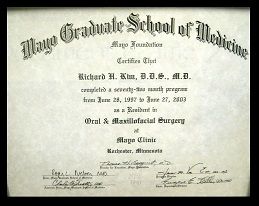 Mayo Graduate School of Medicine
Mayo Foundation
Certifies That
Richard H. Kim, D.D.S., M.D.
completed a seventy-two month program
from June 28, 1997 to June 27, 2003
as a Resident in
Oral & Maxillofacial Surgery
at
Mayo Clinic
Rochester, Minnesota